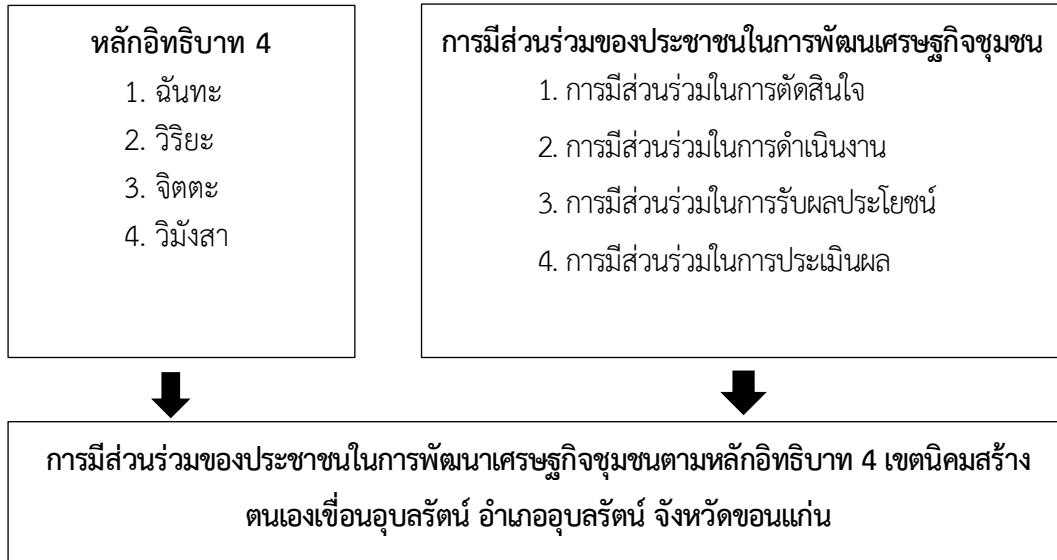 หลักอิทธิบาท 4
1. ฉันทะ
2. วิริยะ
3. จิตตะ
4. วิมังสา
การมีส่วนร่วมของประชาชนในการพัฒนเศรษฐกิจชุมชน
1. การมีส่วนร่วมในการตัดสินใจ
2. การมีส่วนร่วมในการดำเนินงาน
3. การมีส่วนร่วมในการรับผลประโยชน์
4. การมีส่วนร่วมในการประเมินผล
การมีส่วนร่วมของประชาชนในการพัฒนาเศรษฐกิจชุมชนตามหลักอิทธิบาท 4 เขตนิคมสร้าง
ตนเองเขื่อนอุบลรัตน์ อำเภออุบลรัตน์ จังหวัดขอนแก่น